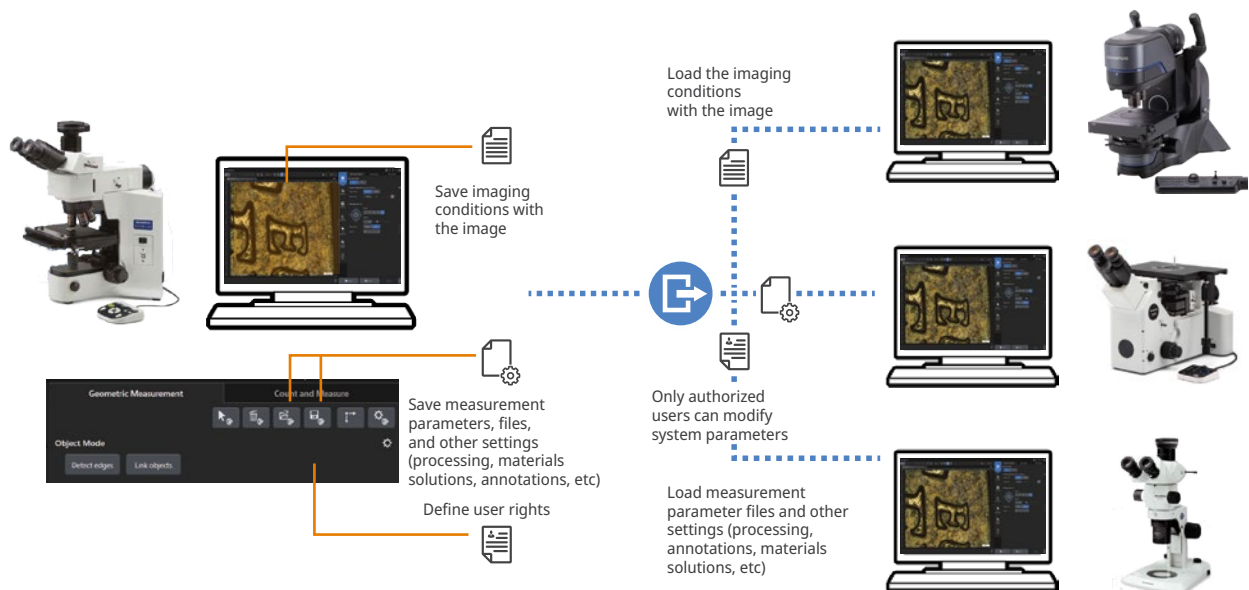 Save imaging
conditions with
the image
Geometric Measurement
Count and Measure
Object Mode
Detect edges
Link objects
Save measurement
parameters, files,
and other settings
(processing, materials
solutions, annotations, etc)
Define user rights
Load the imaging
conditions
with the image
Only authorized
users can modify
system parameters
Load measurement
parameter files and other
settings (processing,
annotations, materials
solutions, etc)